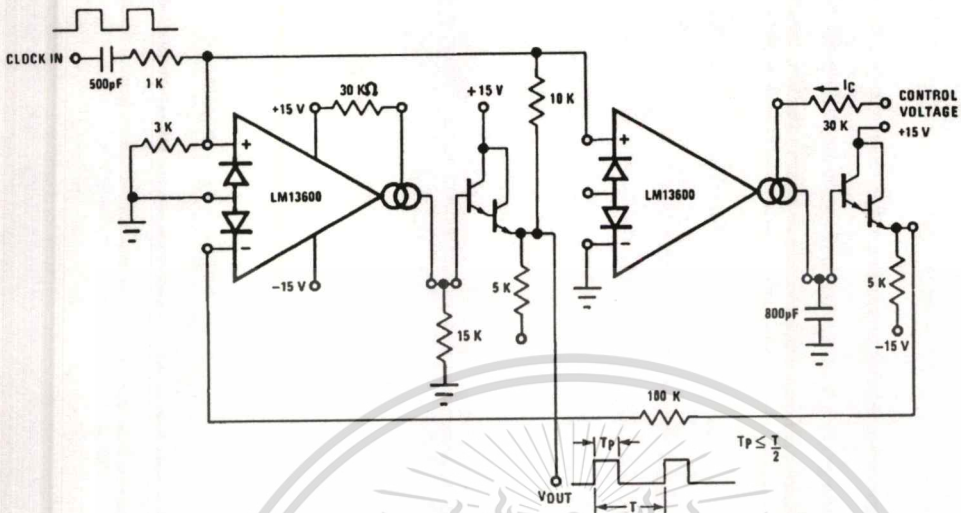 CLOCK IN
500pF
1 K
3 K
+15 V
30 KΩ
+
LM13600
−
−15 V
+15 V
10 K
5 K
15 K
+
LM13600
−
IC
30 K
CONTROL
VOLTAGE
+15 V
5 K
−15 V
800pF
100 K
VOUT
TP
T
TP ≤ T/2